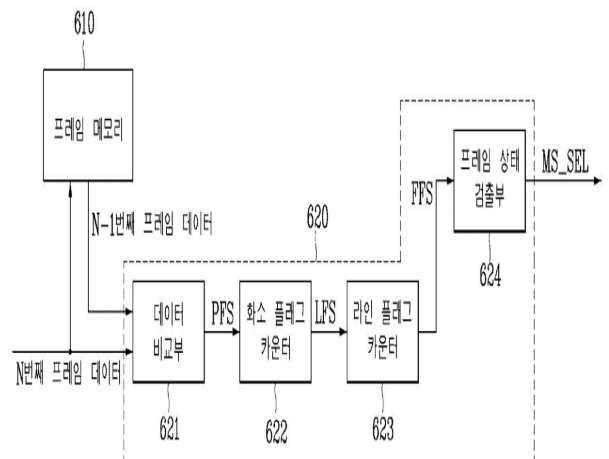 610
프레임 메모리
N-1번째 프레임 데이터
620
FFS
프레임 상태
검출부
MS_SEL
624
데이터
비교부
PFS
화소 플래그
카운터
LFS
라인 플래그
카운터
N번째 프레임 데이터
621
622
623